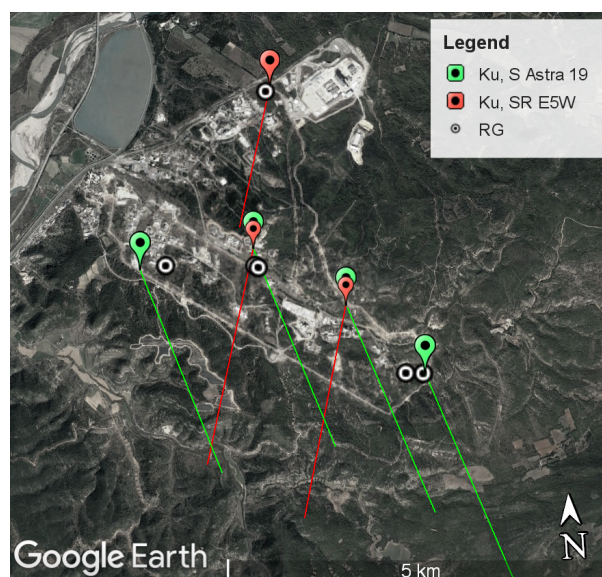 Legend
Ku, S Astra 19
Ku, SR E5W
RG
N
Google Earth
5 km